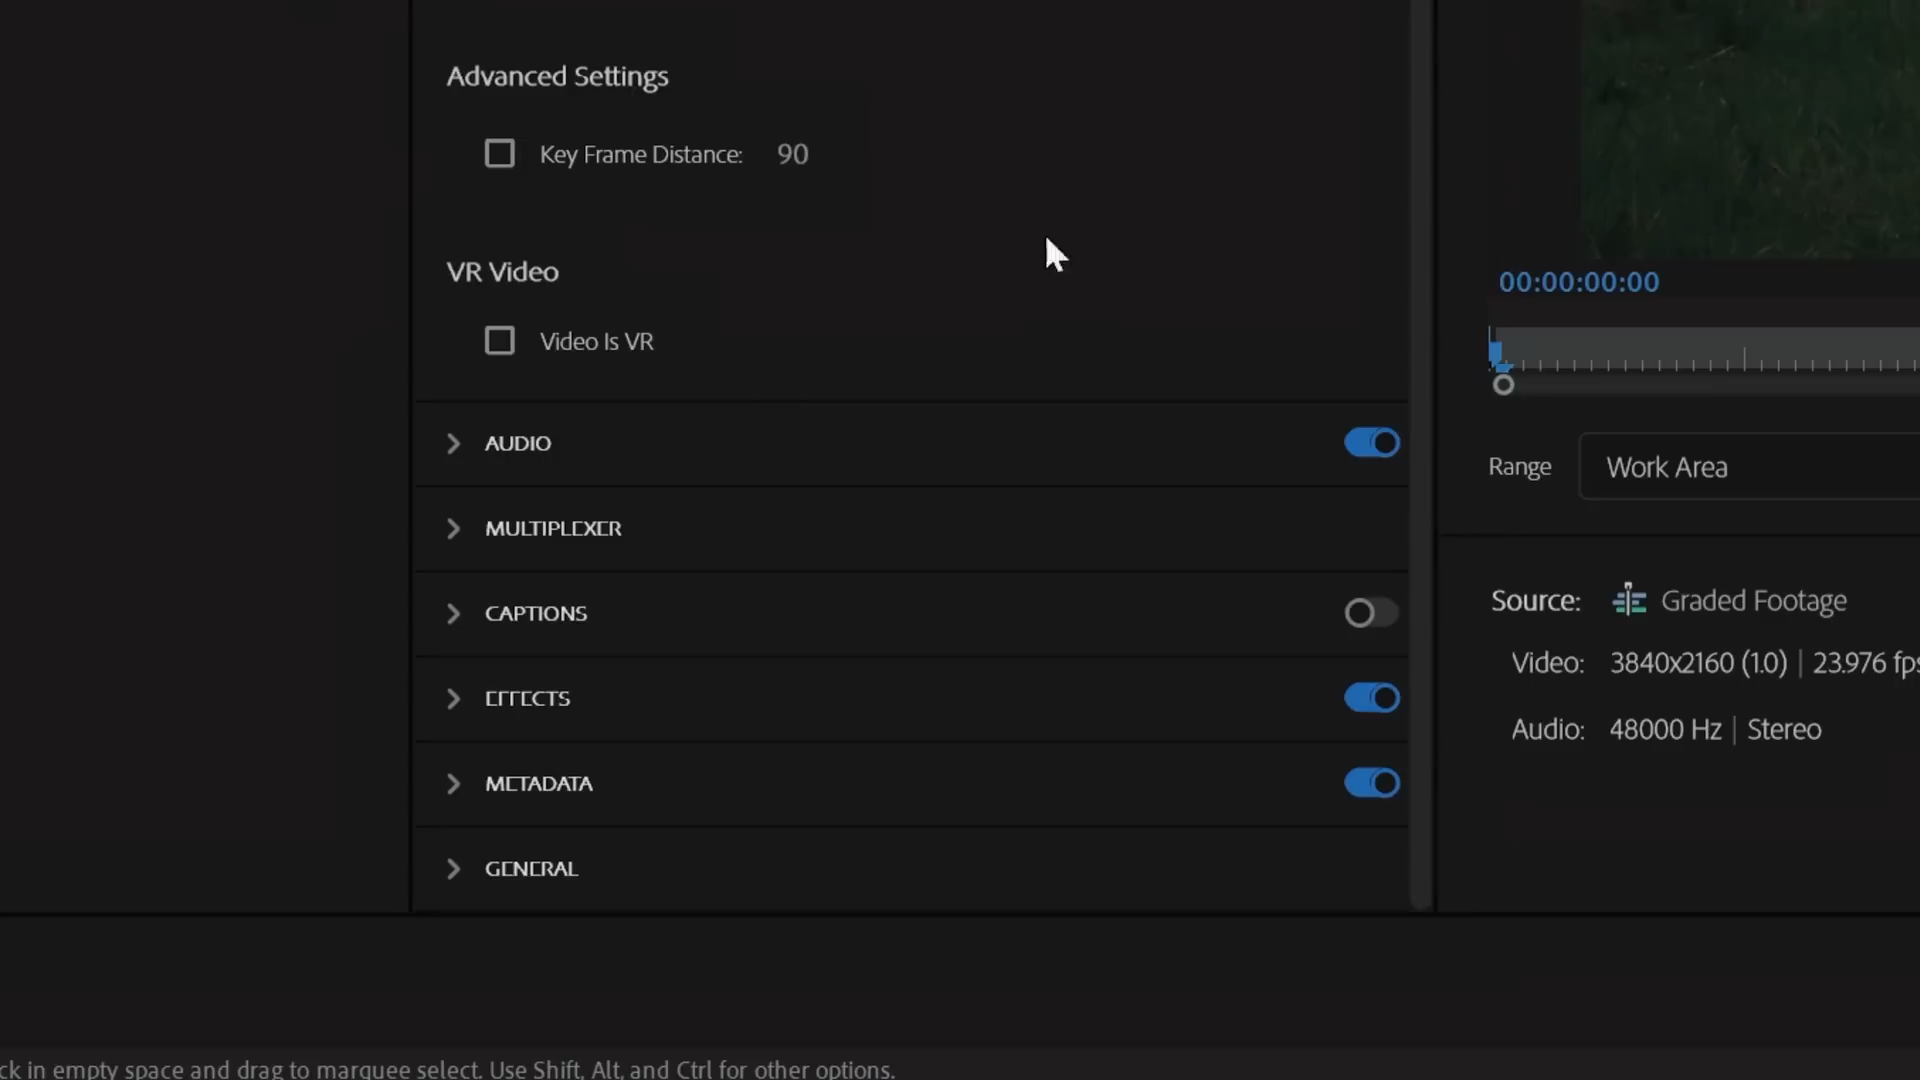 Advanced Settings
Key Frame Distance: 90
VR Video
Video Is VR
AUDIO
MULTIPLEXER
CAPTIONS
EFFECTS
METADATA
GENERAL
00:00:00:00
Range Work Area
Source: Graded Footage
Video: 3840x2160 (1.0) | 23.976 fps
Audio: 48000 Hz | Stereo
ck in empty space and drag to marquee select. Use Shift, Alt, and Ctrl for other options.